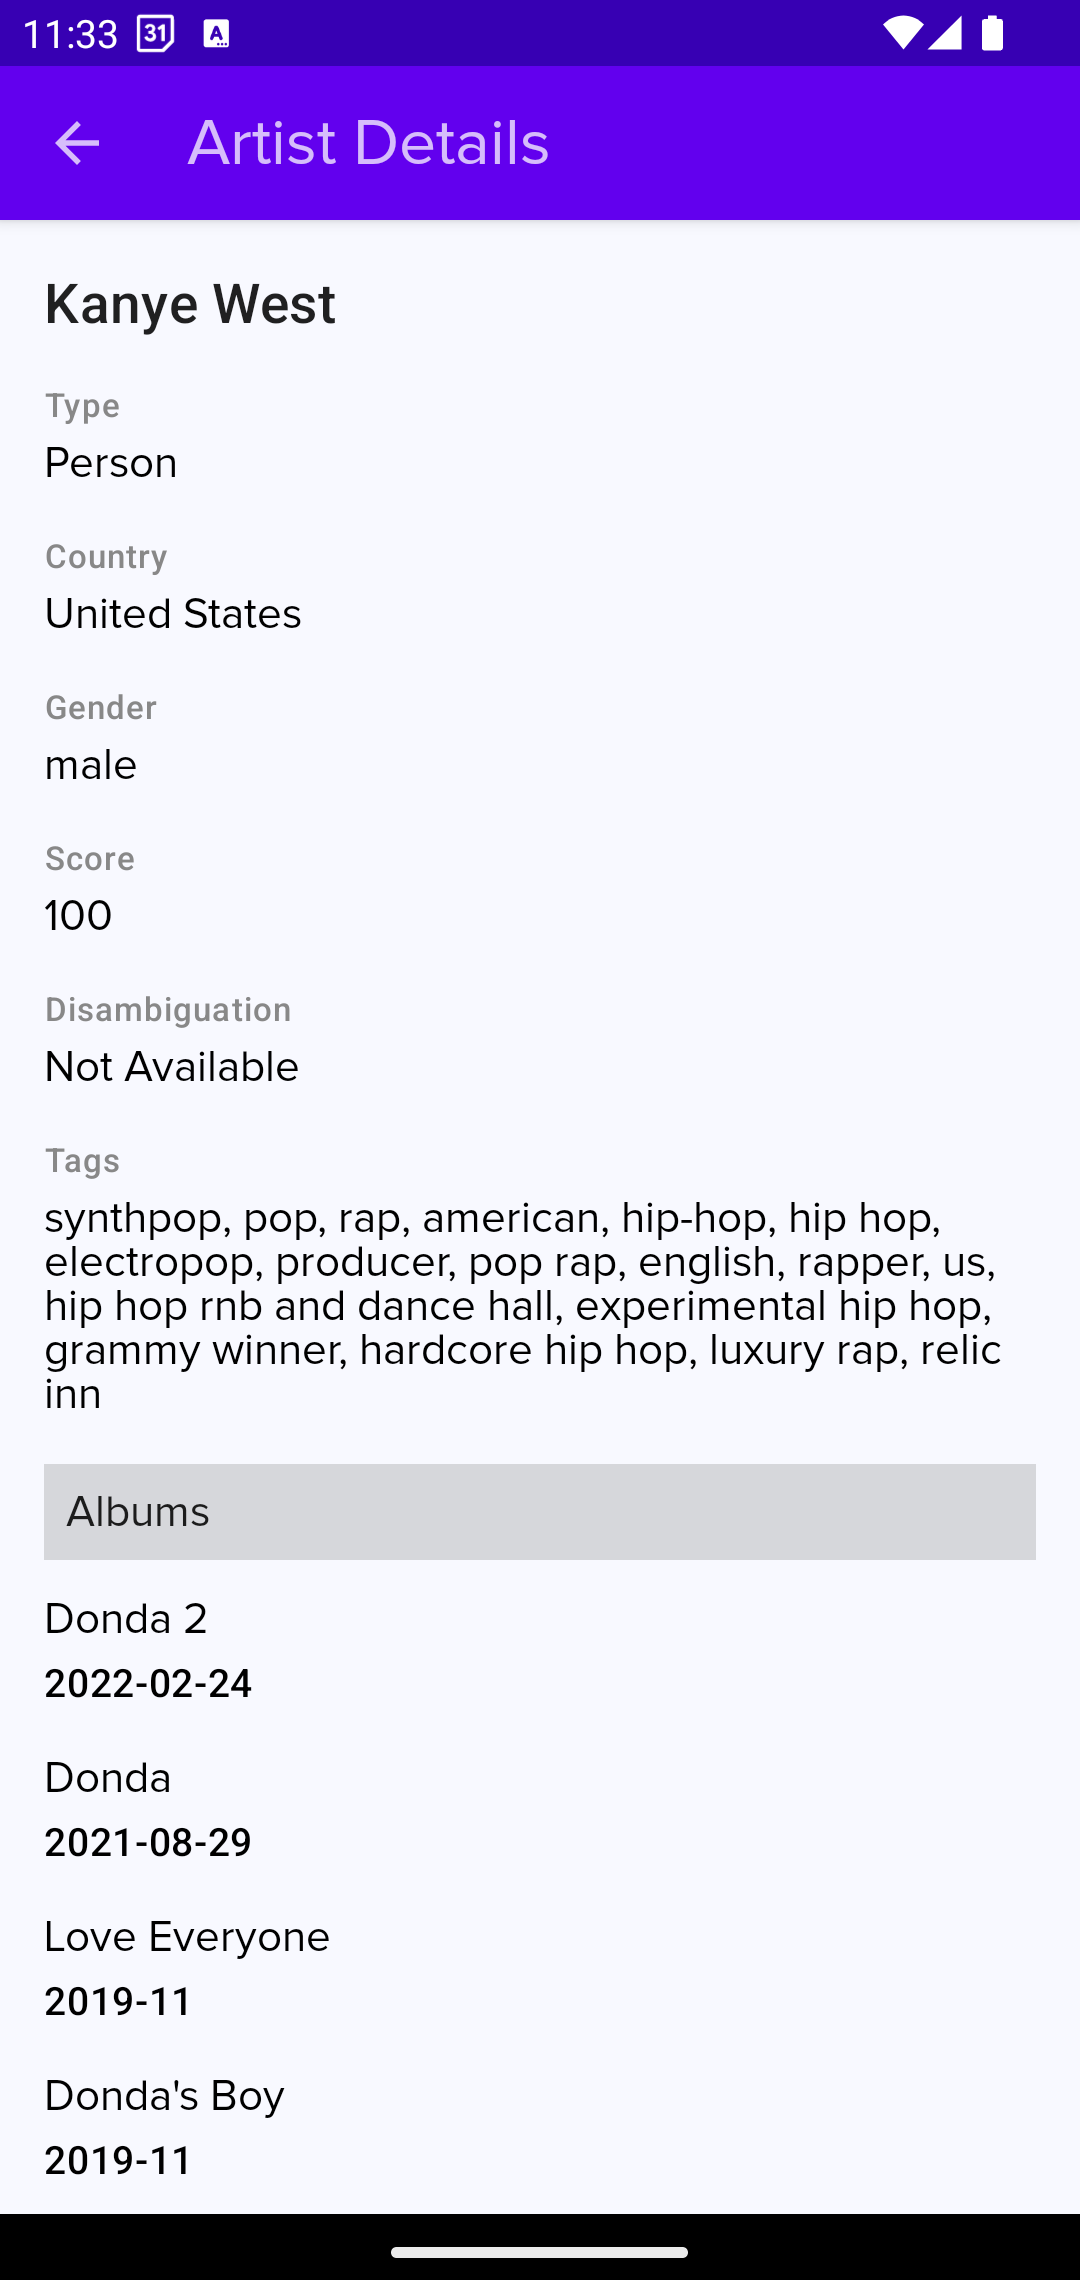 11:33 31 A
Artist Details
Kanye West
Type
Person
Country
United States
Gender
male
Score
100
Disambiguation
Not Available
Tags
synthpop, pop, rap, american, hip-hop, hip hop,
electropop, producer, pop rap, english, rapper, us,
hip hop rnb and dance hall, experimental hip hop,
grammy winner, hardcore hip hop, luxury rap, relic
inn
Albums
Donda 2
2022-02-24
Donda
2021-08-29
Love Everyone
2019-11
Donda's Boy
2019-11